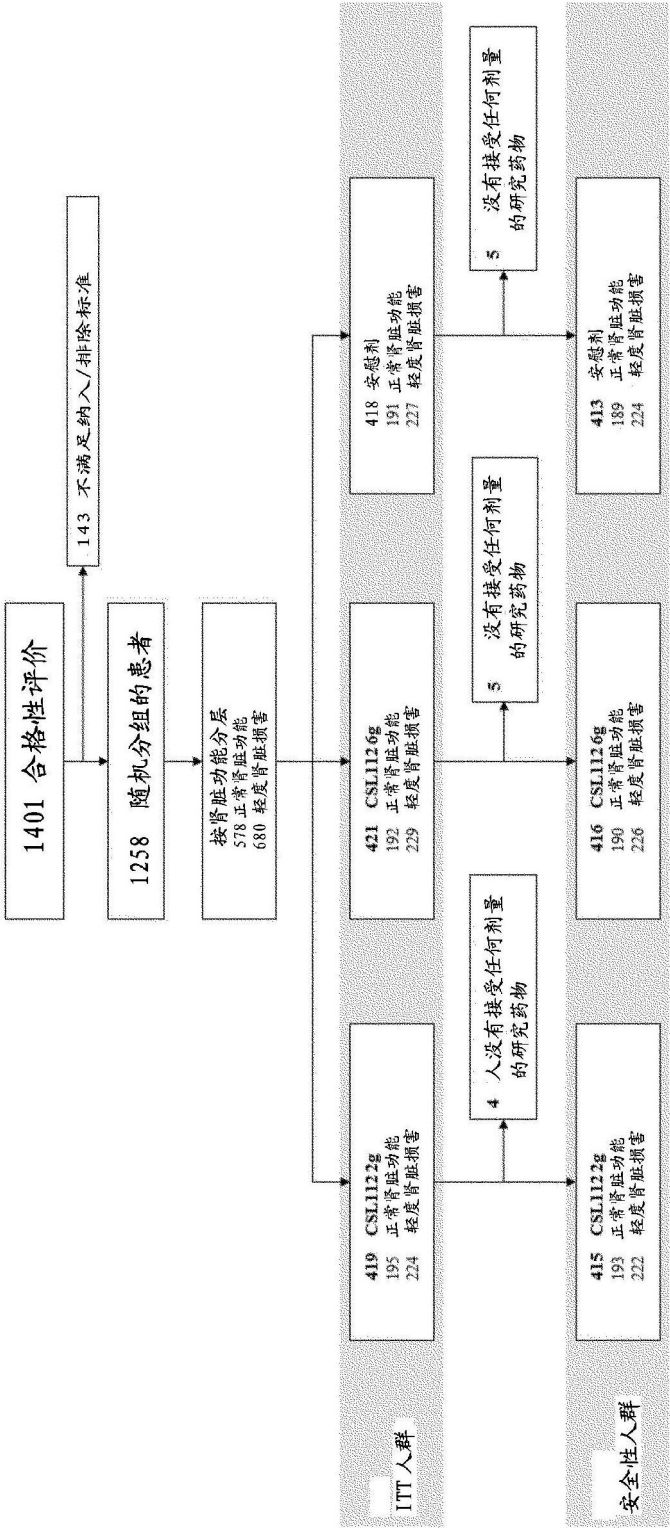 1401 合格性评价
143 不满足纳入/排除标准
1258 随机分组的患者
按肾脏功能分层
578 正常肾脏功能
680 轻度肾脏损害
ITT 人群
419 CSL112 2g
195 正常肾脏功能
224 轻度肾脏损害
421 CSL112 6g
192 正常肾脏功能
229 轻度肾脏损害
418 安慰剂
191 正常肾脏功能
227 轻度肾脏损害
4 人没有接受任何剂量
的研究药物
5 没有接受任何剂量
的研究药物
5 没有接受任何剂量
的研究药物
安全性人群
415 CSL112 2g
193 正常肾脏功能
222 轻度肾脏损害
416 CSL112 6g
190 正常肾脏功能
226 轻度肾脏损害
413 安慰剂
189 正常肾脏功能
224 轻度肾脏损害